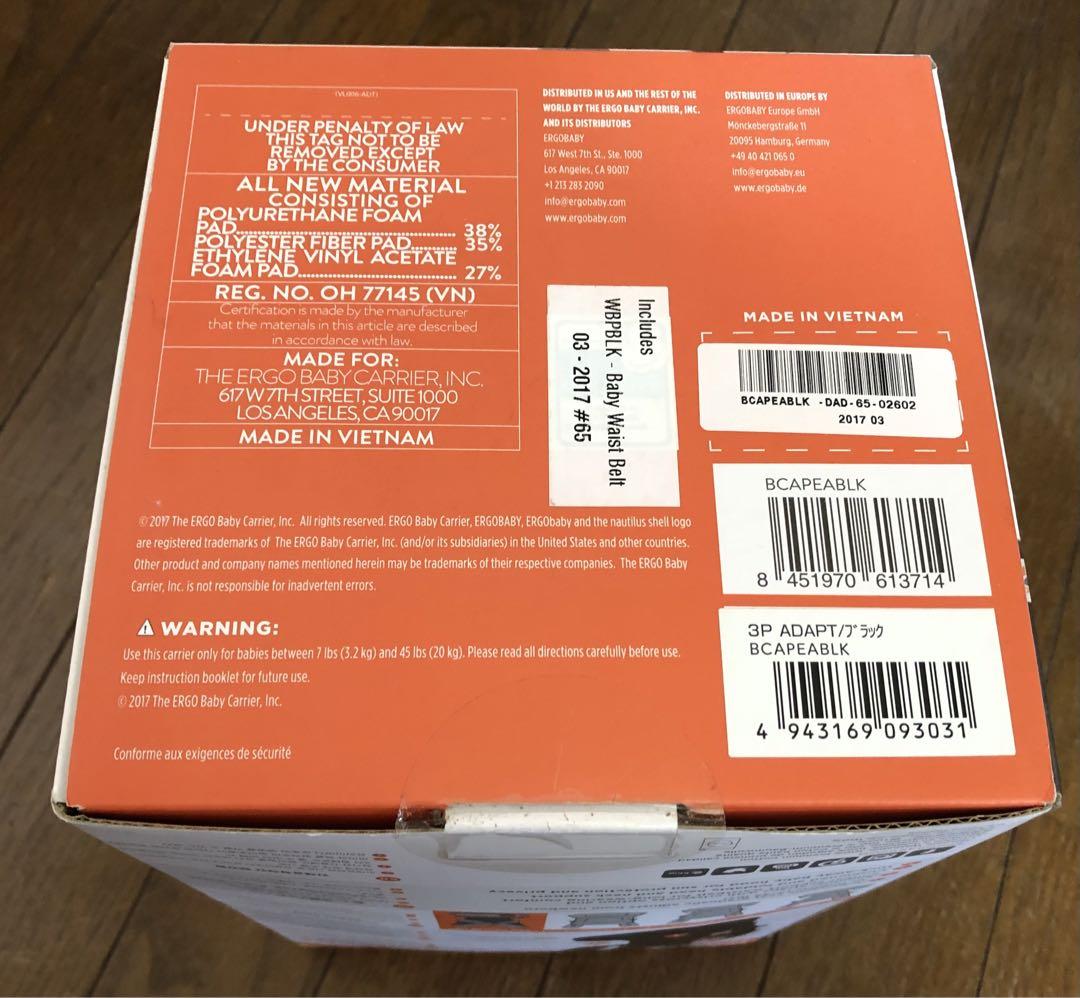 (VL006-ADT)
UNDER PENALTY OF LAW
THIS TAG NOT TO BE
REMOVED EXCEPT
BY THE CONSUMER
ALL NEW MATERIAL
CONSISTING OF
POLYURETHANE FOAM
PAD............................................. 38%
POLYESTER FIBER PAD............... 35%
ETHYLENE VINYL ACETATE
FOAM PAD................................ 27%
REG. NO. OH 77145 (VN)
Certification is made by the manufacturer
that the materials in this article are described
in accordance with law.
MADE FOR:
THE ERGO BABY CARRIER, INC.
617 W 7TH STREET, SUITE 1000
LOS ANGELES, CA 90017
MADE IN VIETNAM
DISTRIBUTED IN US AND THE REST OF THE
WORLD BY THE ERGO BABY CARRIER, INC.
AND ITS DISTRIBUTORS
ERGOBABY
617 West 7th St., Ste. 1000
Los Angeles, CA 90017
+1 213 283 2090
info@ergobaby.com
www.ergobaby.com
DISTRIBUTED IN EUROPE BY
ERGOBABY Europe GmbH
Mönckebergstraße 11
20095 Hamburg, Germany
+49 40 421 065 0
info@ergobaby.eu
www.ergobaby.de
Includes
WBPBLK - Baby Waist Belt
03 - 2017 #65
MADE IN VIETNAM
BCAPEABLK -DAD-65-02602
2017 03
BCAPEABLK
8 451970 613714
3P ADAPT/ﾌﾞﾗｯｸ
BCAPEABLK
4 943169 093031
© 2017 The ERGO Baby Carrier, Inc. All rights reserved. ERGO Baby Carrier, ERGOBABY, ERGObaby and the nautilus shell logo
are registered trademarks of The ERGO Baby Carrier, Inc. (and/or its subsidiaries) in the United States and other countries.
Other product and company names mentioned herein may be trademarks of their respective companies. The ERGO Baby
Carrier, Inc. is not responsible for inadvertent errors.
WARNING:
Use this carrier only for babies between 7 lbs (3.2 kg) and 45 lbs (20 kg). Please read all directions carefully before use.
Keep instruction booklet for future use.
© 2017 The ERGO Baby Carrier, Inc.
Conforme aux exigences de sécurité